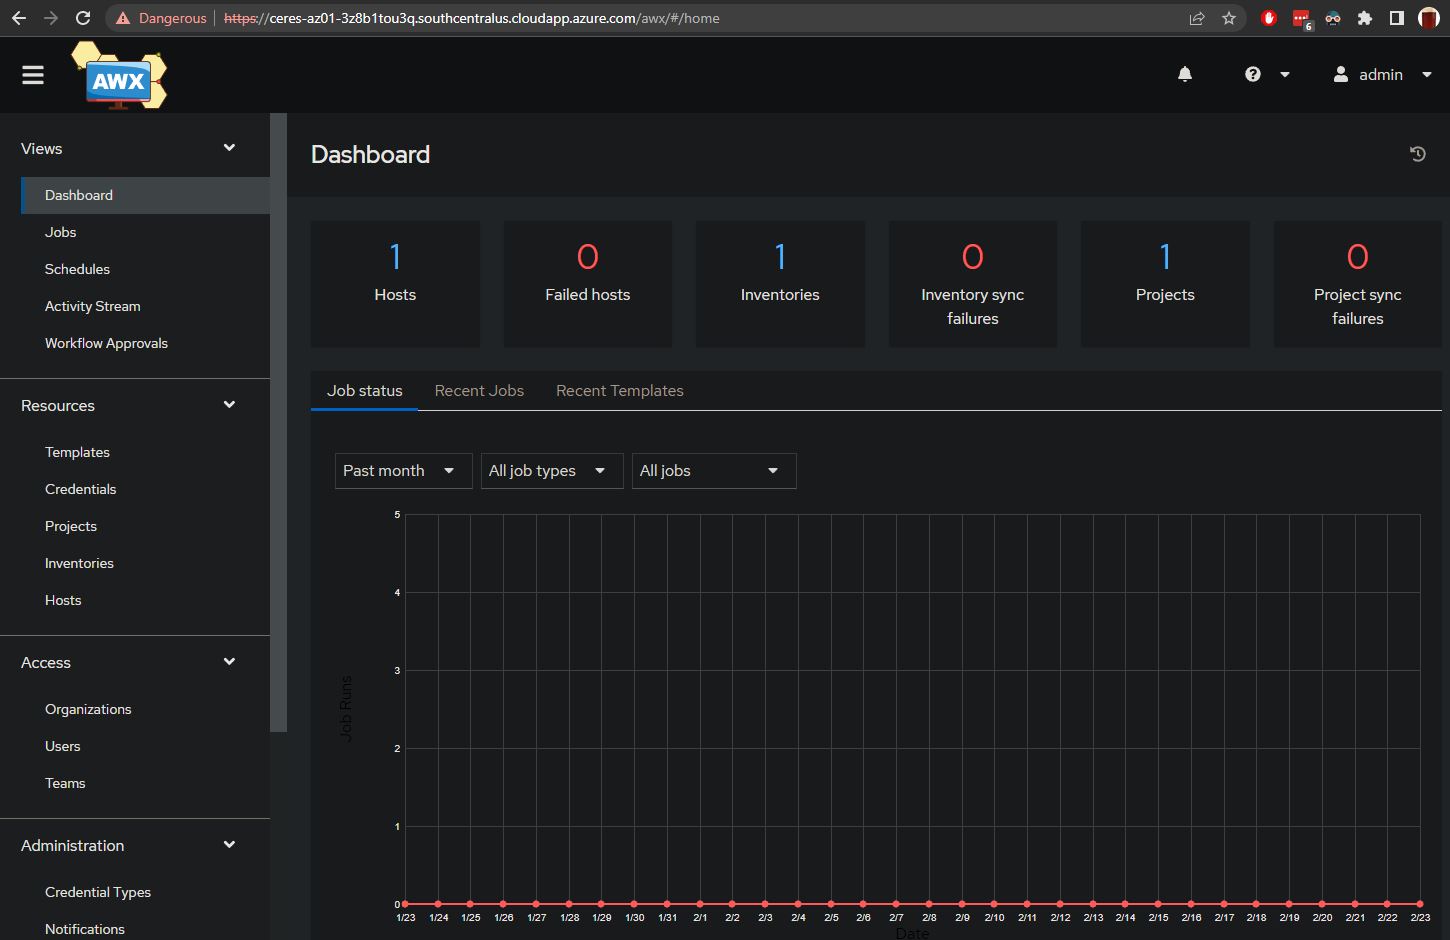 Dangerous https://ceres-az01-3z8b1tou3q.southcentralus.cloudapp.azure.com/awx/#/home 6
AWX admin
Views
Dashboard
Jobs
Schedules
Activity Stream
Workflow Approvals
Resources
Templates
Credentials
Projects
Inventories
Hosts
Access
Organizations
Users
Teams
Administration
Credential Types
Notifications
Dashboard
1
Hosts
0
Failed hosts
1
Inventories
0
Inventory sync
failures
1
Projects
0
Project sync
failures
Job status Recent Jobs Recent Templates
Past month All job types All jobs
5
4
3
2
1
0
Job Runs
1/23 1/24 1/25 1/26 1/27 1/28 1/29 1/30 1/31 2/1 2/2 2/3 2/4 2/5 2/6 2/7 2/8 2/9 2/10 2/11 2/12 2/13 2/14 2/15 2/16 2/17 2/18 2/19 2/20 2/21 2/22 2/23
Date